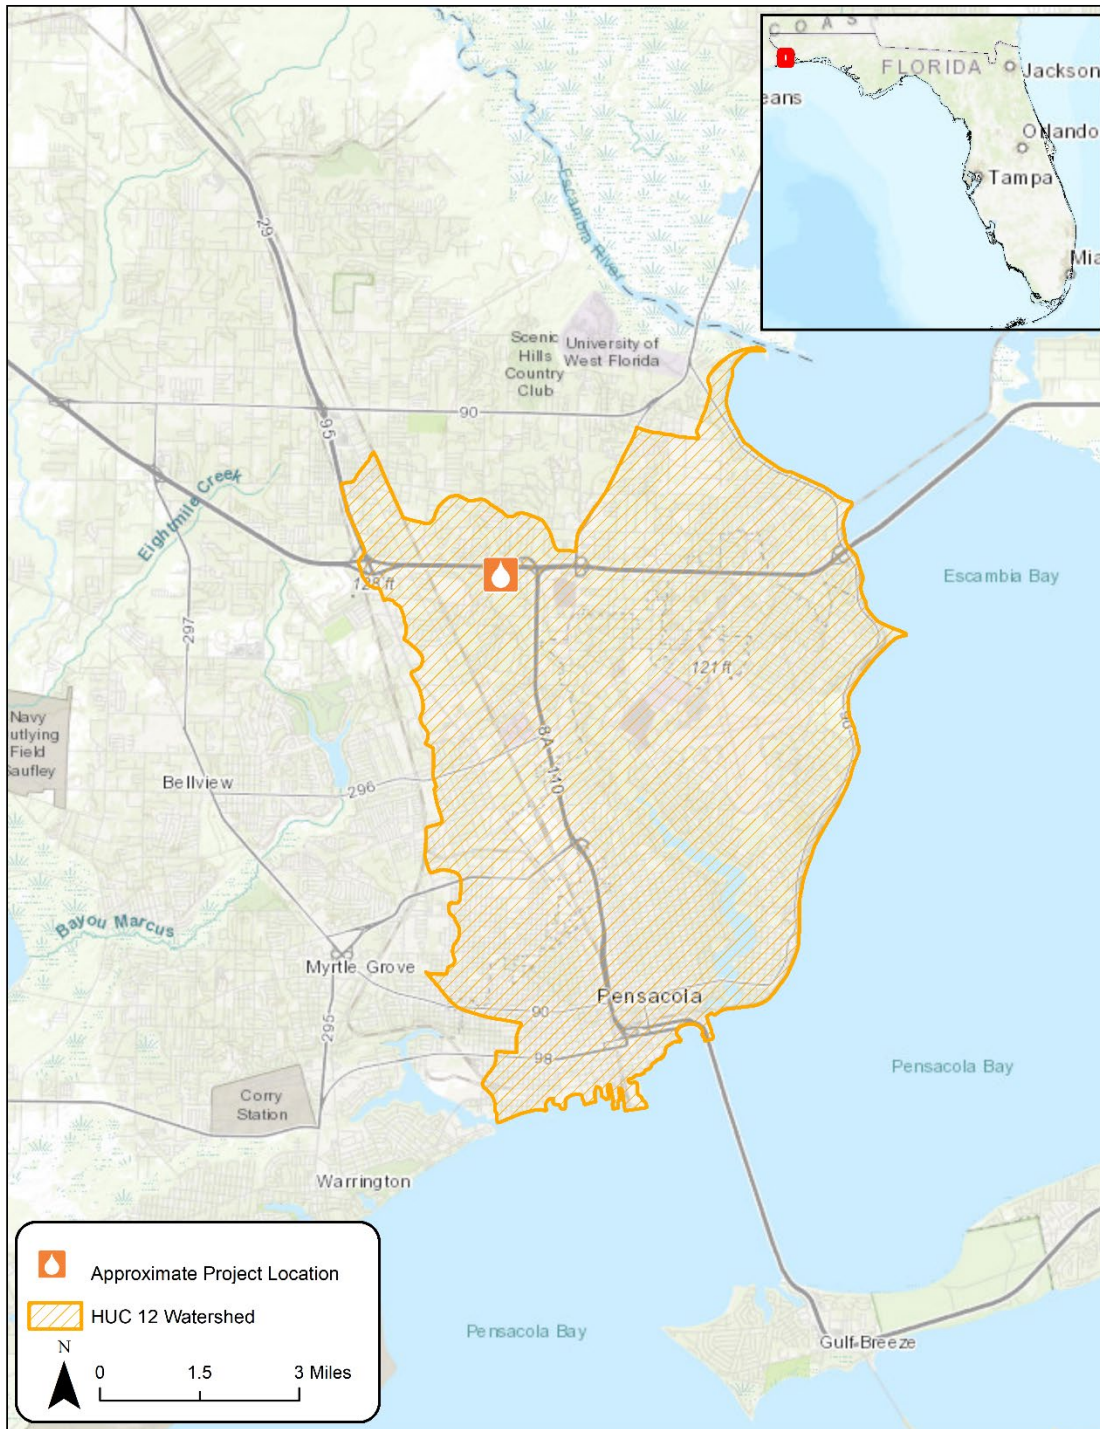 COAS
FLORIDA
Jackson
eans
Orlando
Tampa
Mia
29
Escambia River
Scenic
Hills
Country
Club
University of
West Florida
90
95
Eightmile Creek
128 ft
Escambia Bay
297
121 ft
90
Navy
utlying
Field
Saufley
8A
110
Bellview
296
Bayou Marcus
Myrtle Grove
Pensacola
90
295
98
Pensacola Bay
Corry
Station
Warrington
Approximate Project Location
HUC 12 Watershed
N
0 1.5 3 Miles
Pensacola Bay
Gulf Breeze